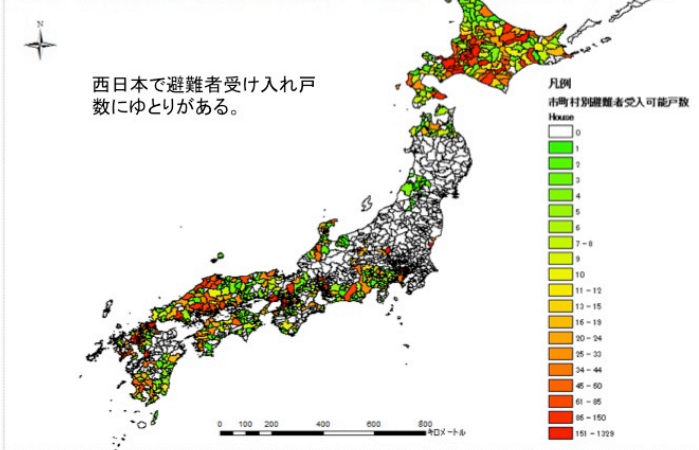 N
西日本で避難者受け入れ戸
数にゆとりがある。
凡例
市町村別避難者受入可能戸数
House
0
1
2
3
4
5
6
7 - 8
9
10
11 - 12
13 - 15
16 - 19
20 - 24
25 - 33
34 - 44
45 - 60
61 - 85
86 - 150
151 - 1329
0 200 400 600 800
キロメートル